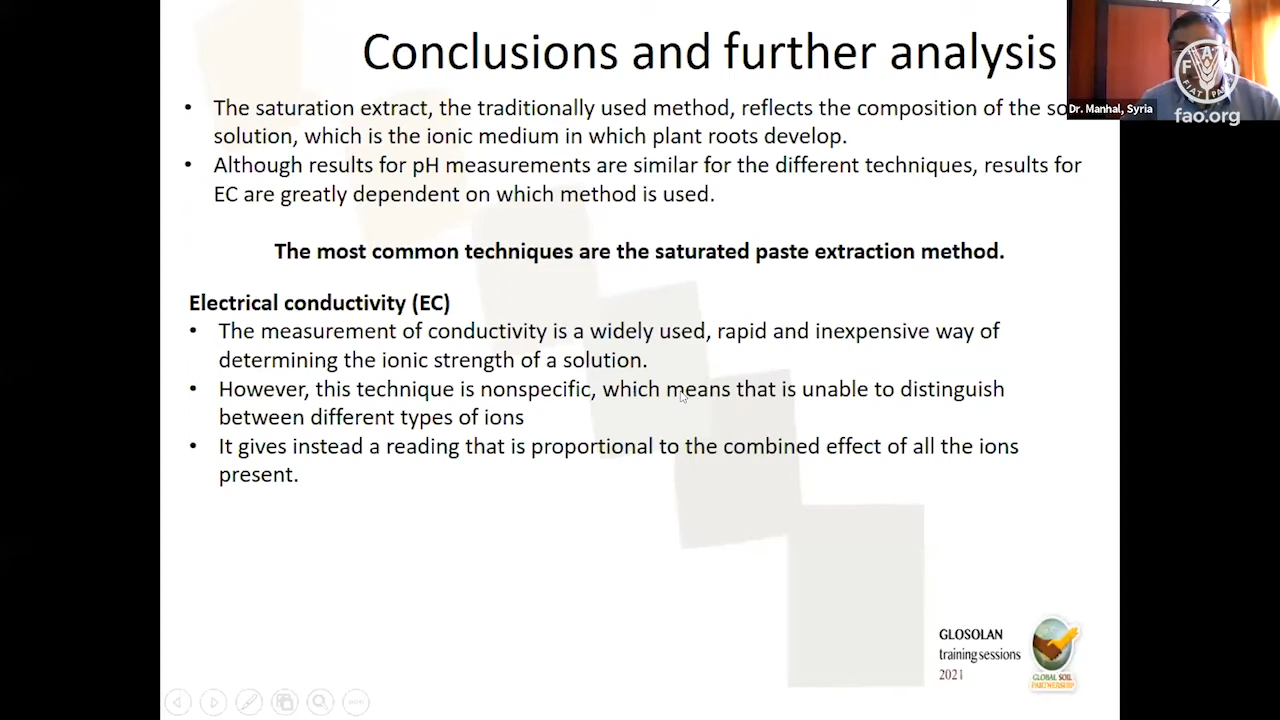 Conclusions and further analysis
• The saturation extract, the traditionally used method, reflects the composition of the
solution, which is the ionic medium in which plant roots develop.
• Although results for pH measurements are similar for the different techniques, results for
EC are greatly dependent on which method is used.
The most common techniques are the saturated paste extraction method.
Electrical conductivity (EC)
• The measurement of conductivity is a widely used, rapid and inexpensive way of
determining the ionic strength of a solution.
• However, this technique is nonspecific, which means that is unable to distinguish
between different types of ions
• It gives instead a reading that is proportional to the combined effect of all the ions
present.
Dr. Manhal, Syria
fao.org
GLOSOLAN
training sessions
2021
GLOBAL SOIL
PARTNERSHIP